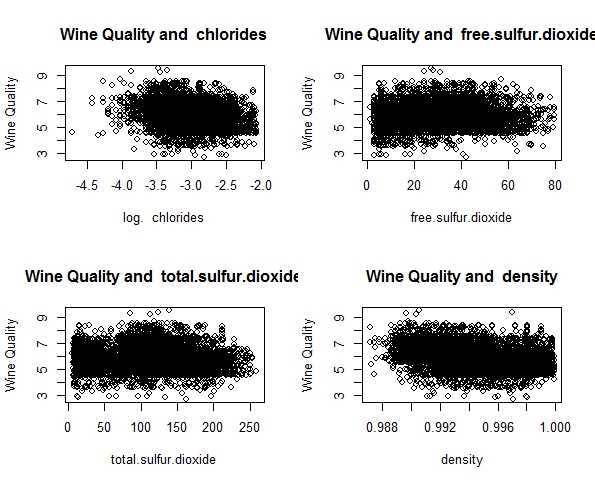 Wine Quality and  chlorides
Wine Quality
9
7
5
3
-4.5 -4.0 -3.5 -3.0 -2.5 -2.0
log.  chlorides
Wine Quality and  free.sulfur.dioxide
Wine Quality
9
7
5
3
0 20 40 60 80
free.sulfur.dioxide
Wine Quality and  total.sulfur.dioxide
Wine Quality
9
7
5
3
0 50 100 150 200 250
total.sulfur.dioxide
Wine Quality and  density
Wine Quality
9
7
5
3
0.988 0.992 0.996 1.000
density